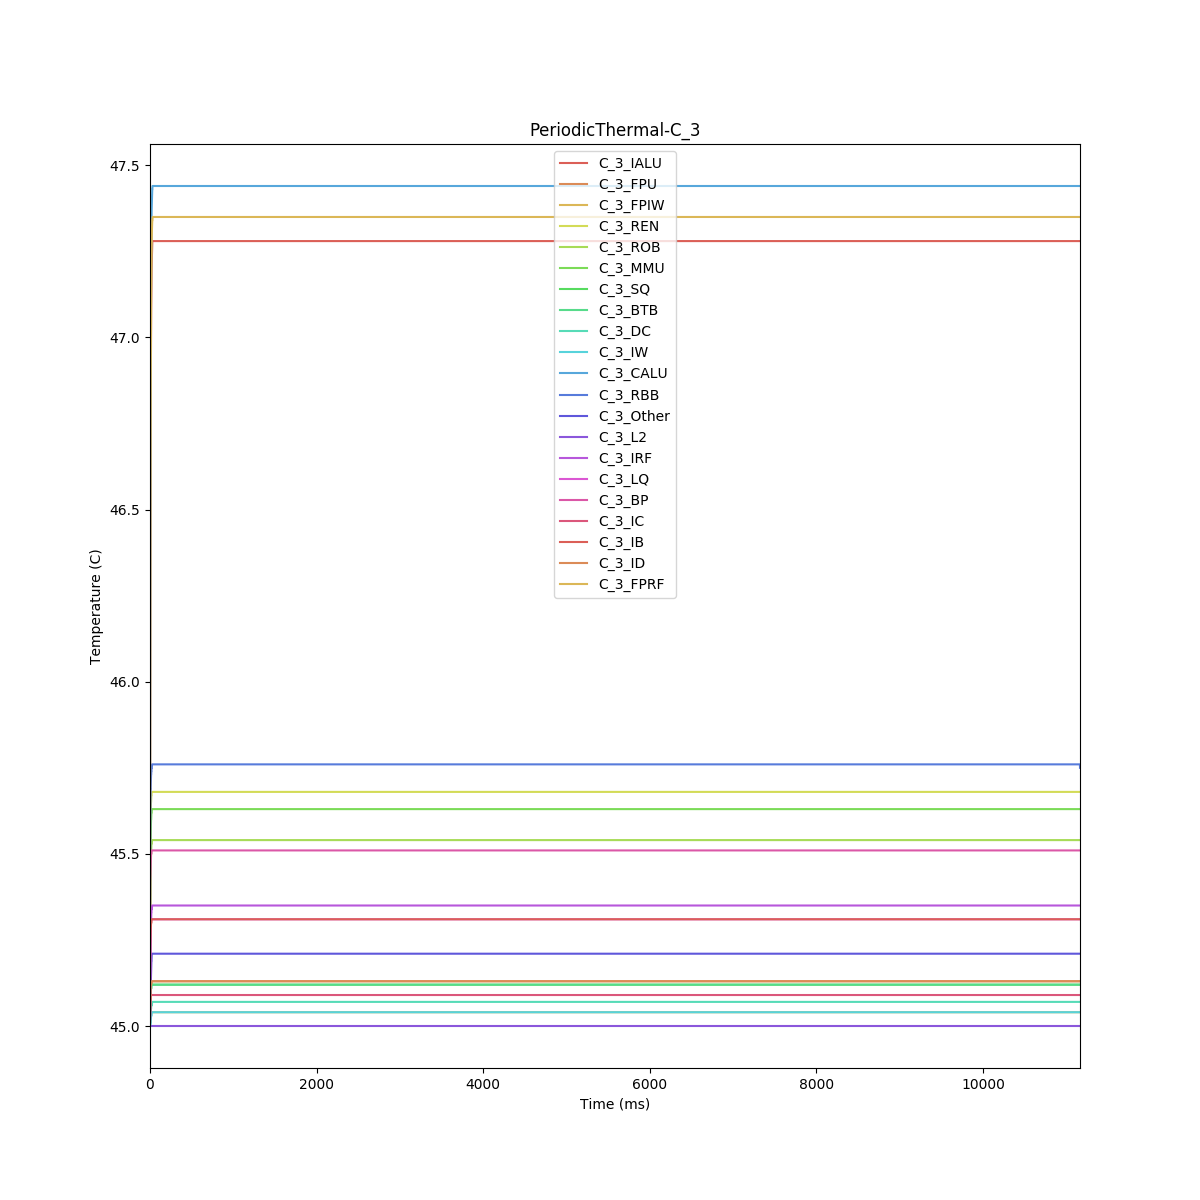 PeriodicThermal-C_3
47.5
47.0
46.5
46.0
45.5
45.0
Temperature (C)
C_3_IALU
C_3_FPU
C_3_FPIW
C_3_REN
C_3_ROB
C_3_MMU
C_3_SQ
C_3_BTB
C_3_DC
C_3_IW
C_3_CALU
C_3_RBB
C_3_Other
C_3_L2
C_3_IRF
C_3_LQ
C_3_BP
C_3_IC
C_3_IB
C_3_ID
C_3_FPRF
0 2000 4000 6000 8000 10000
Time (ms)